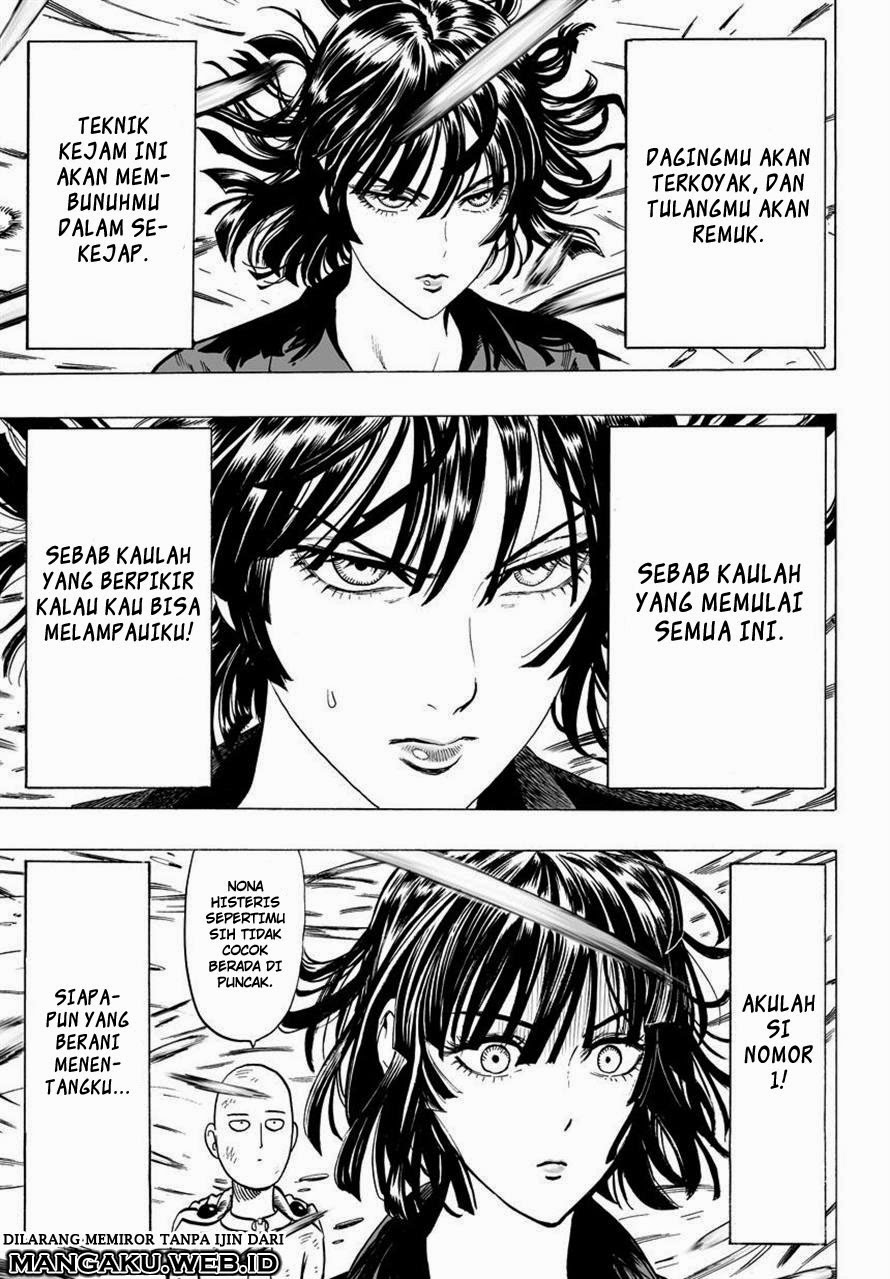 DAGINGMU AKAN
TERKOYAK, DAN
TULANGMU AKAN
REMUK.
TEKNIK
KEJAM INI
AKAN MEM-
BUNUHMU
DALAM SE-
KEJAP.
SEBAB KAULAH
YANG MEMULAI
SEMUA INI.
SEBAB KAULAH
YANG BERPIKIR
KALAU KAU BISA
MELAMPAUIKU!
AKULAH
SI
NOMOR
1!
NONA
HISTERIS
SEPERTIMU
SIH TIDAK
COCOK
BERADA DI
PUNCAK.
SIAPA-
PUN YANG
BERANI
MENEN-
TANGKU...
DILARANG MEMIROR TANPA IJIN DARI
MANGAKU.WEB.ID